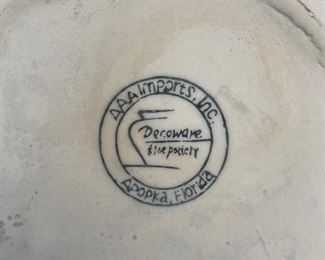 AAA Imports, Inc.
Decoware
fine pottery
Apopka, Florida